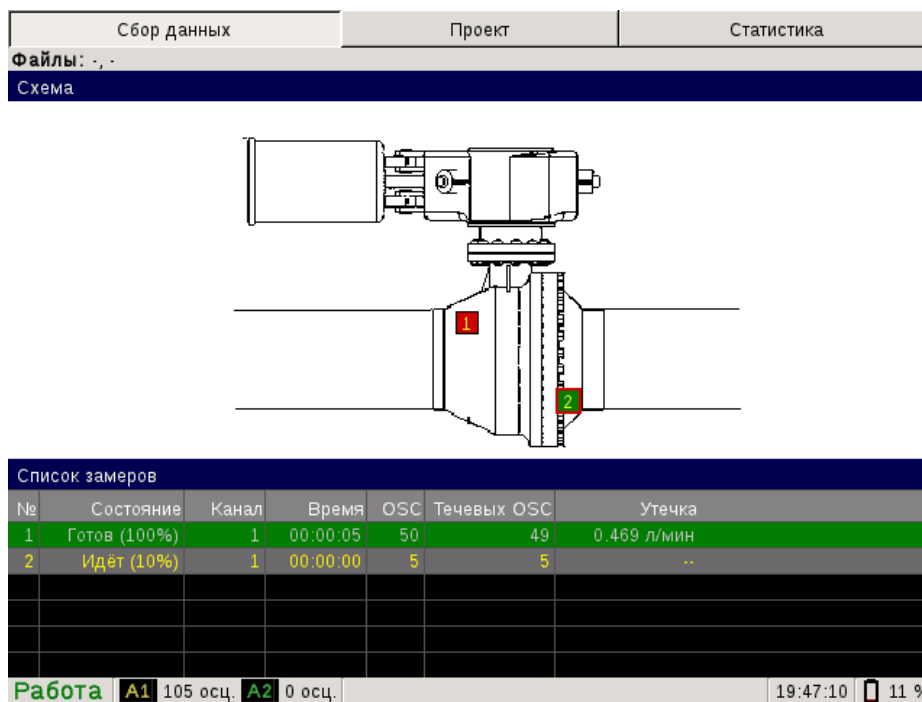 Сбор данных Проект Статистика
Файлы: -, -
Схема
1
2
Список замеров
№ Состояние Канал Время OSC Течевых OSC Утечка
1 Готов (100%) 1 00:00:05 50 49 0.469 л/мин
2 Идёт (10%) 1 00:00:00 5 5 --
Работа A1 105 осц. A2 0 осц. 19:47:10 11 %